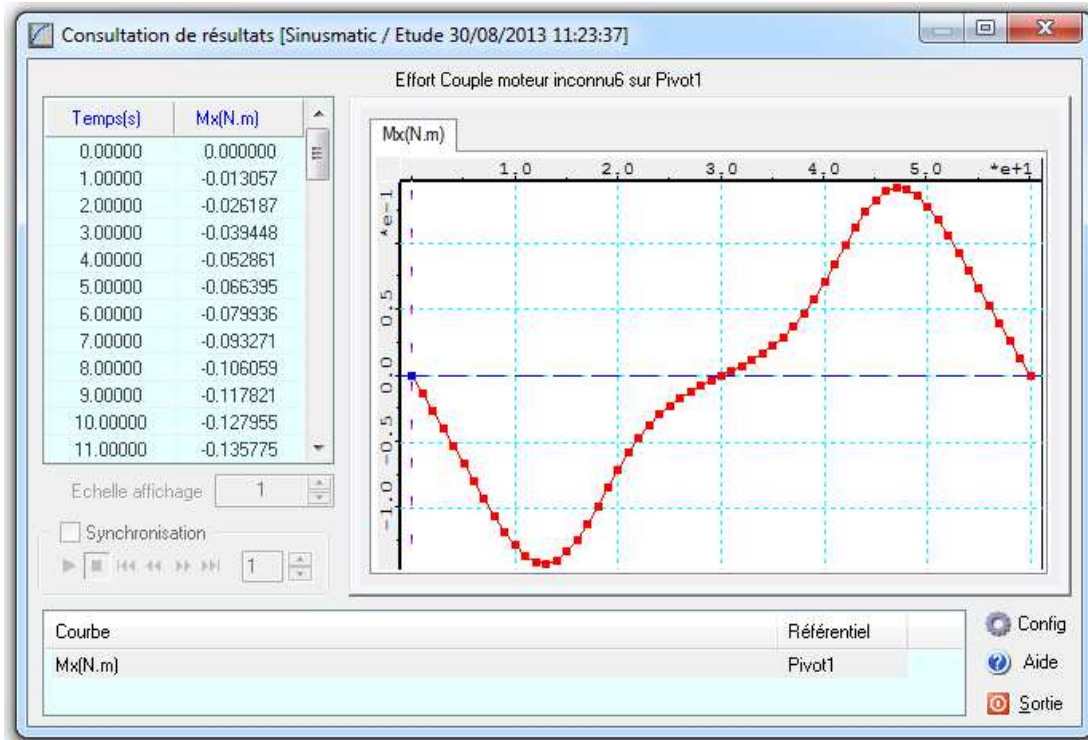 Consultation de résultats [Sinusmatic / Etude 30/08/2013 11:23:37]
Effort Couple moteur inconnu6 sur Pivot1
Temps(s) Mx(N.m)
0.00000 0.000000
1.00000 -0.013057
2.00000 -0.026187
3.00000 -0.039448
4.00000 -0.052861
5.00000 -0.066395
6.00000 -0.079936
7.00000 -0.093271
8.00000 -0.106059
9.00000 -0.117821
10.00000 -0.127955
11.00000 -0.135775
Echelle affichage 1
Synchronisation
1
Mx(N.m)
1,0 2,0 3,0 4,0 5,0 *e+1
*e-1
0.5
0.0
-0.5
-1.0
Courbe Référentiel
Mx(N.m) Pivot1
Config
Aide
Sortie